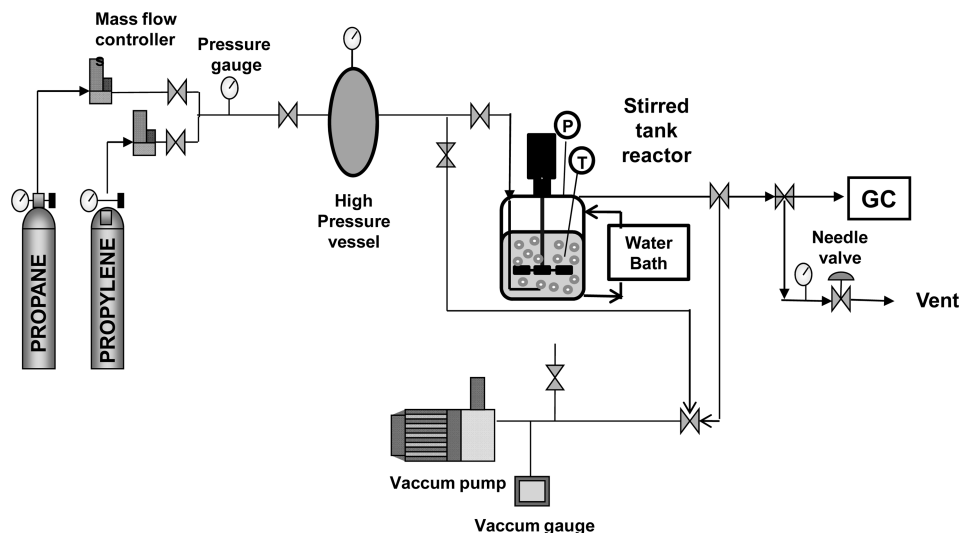 Mass flow
controller
s
Pressure
gauge
Stirred
tank
reactor
P
T
High
Pressure
vessel
Water
Bath
GC
Needle
valve
Vent
PROPANE
PROPYLENE
Vaccum pump
Vaccum gauge